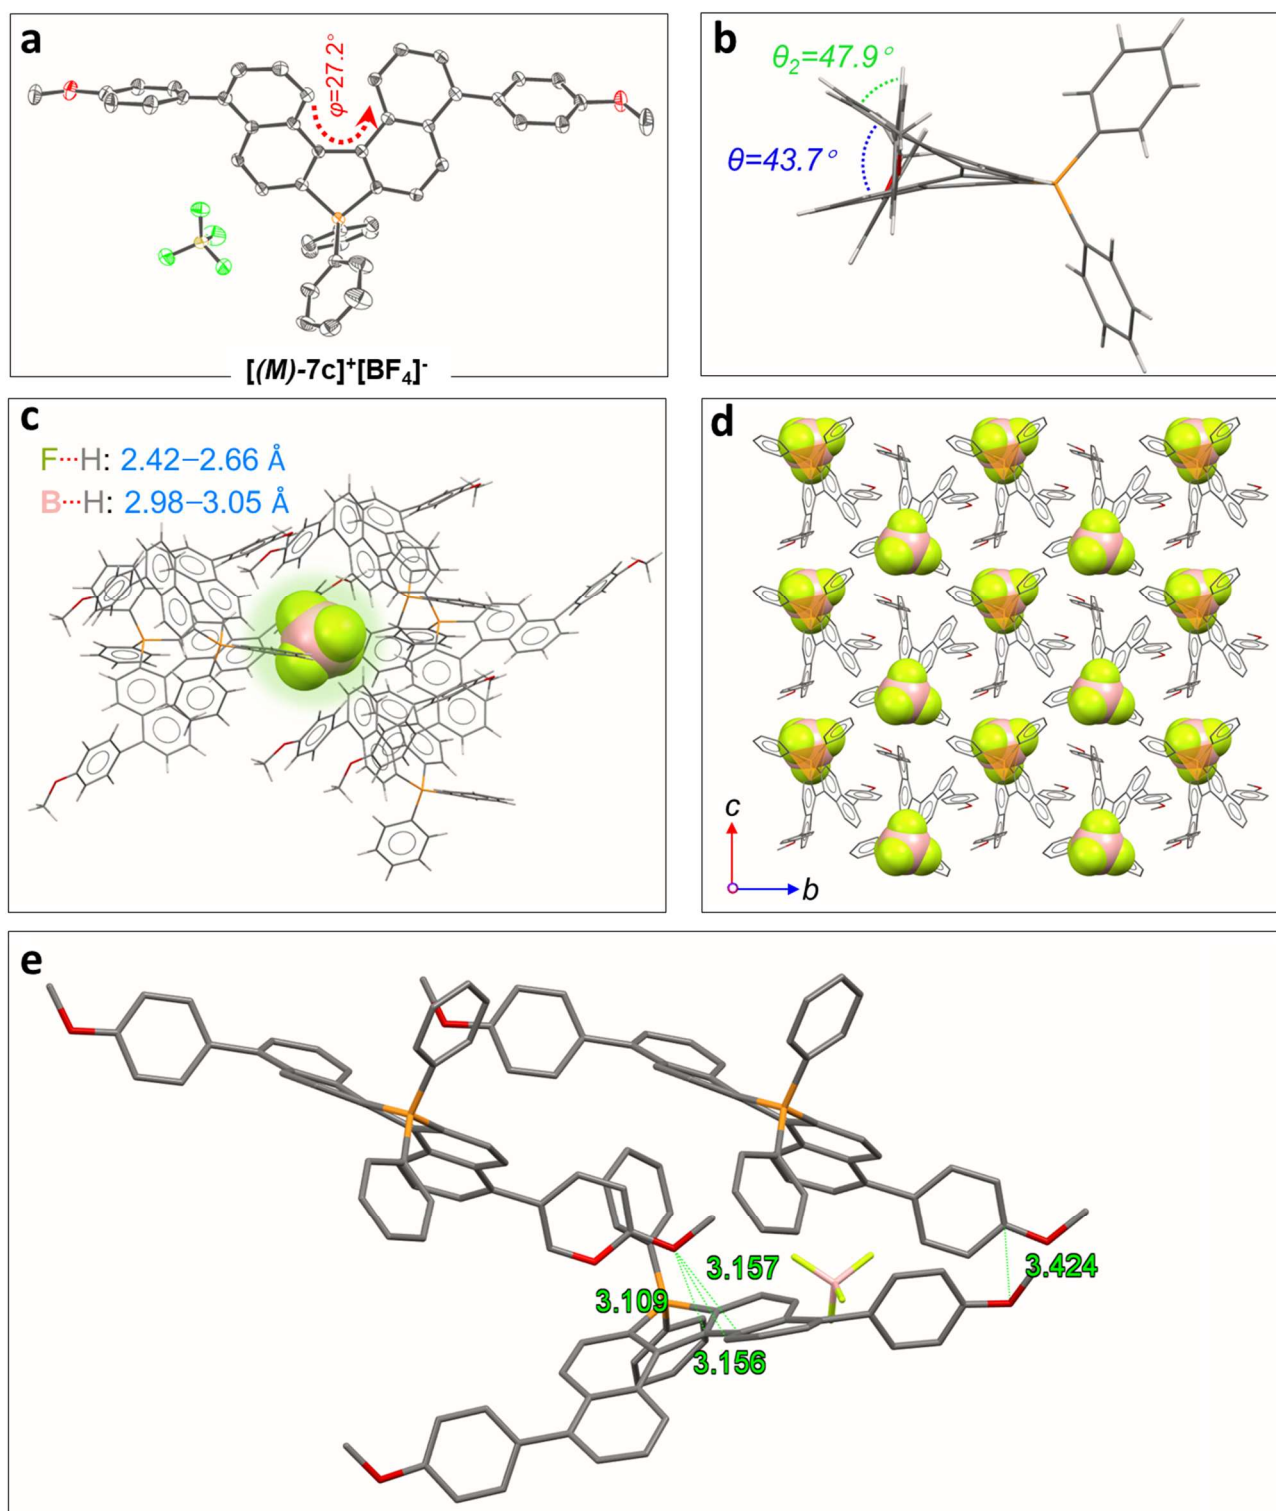 a
φ=27.2°
[(M)-7c]⁺[BF₄]⁻
b
θ₂=47.9°
θ=43.7°
c
F···H: 2.42–2.66 Å
B···H: 2.98–3.05 Å
d
c
b
e
3.157
3.424
3.109
3.156